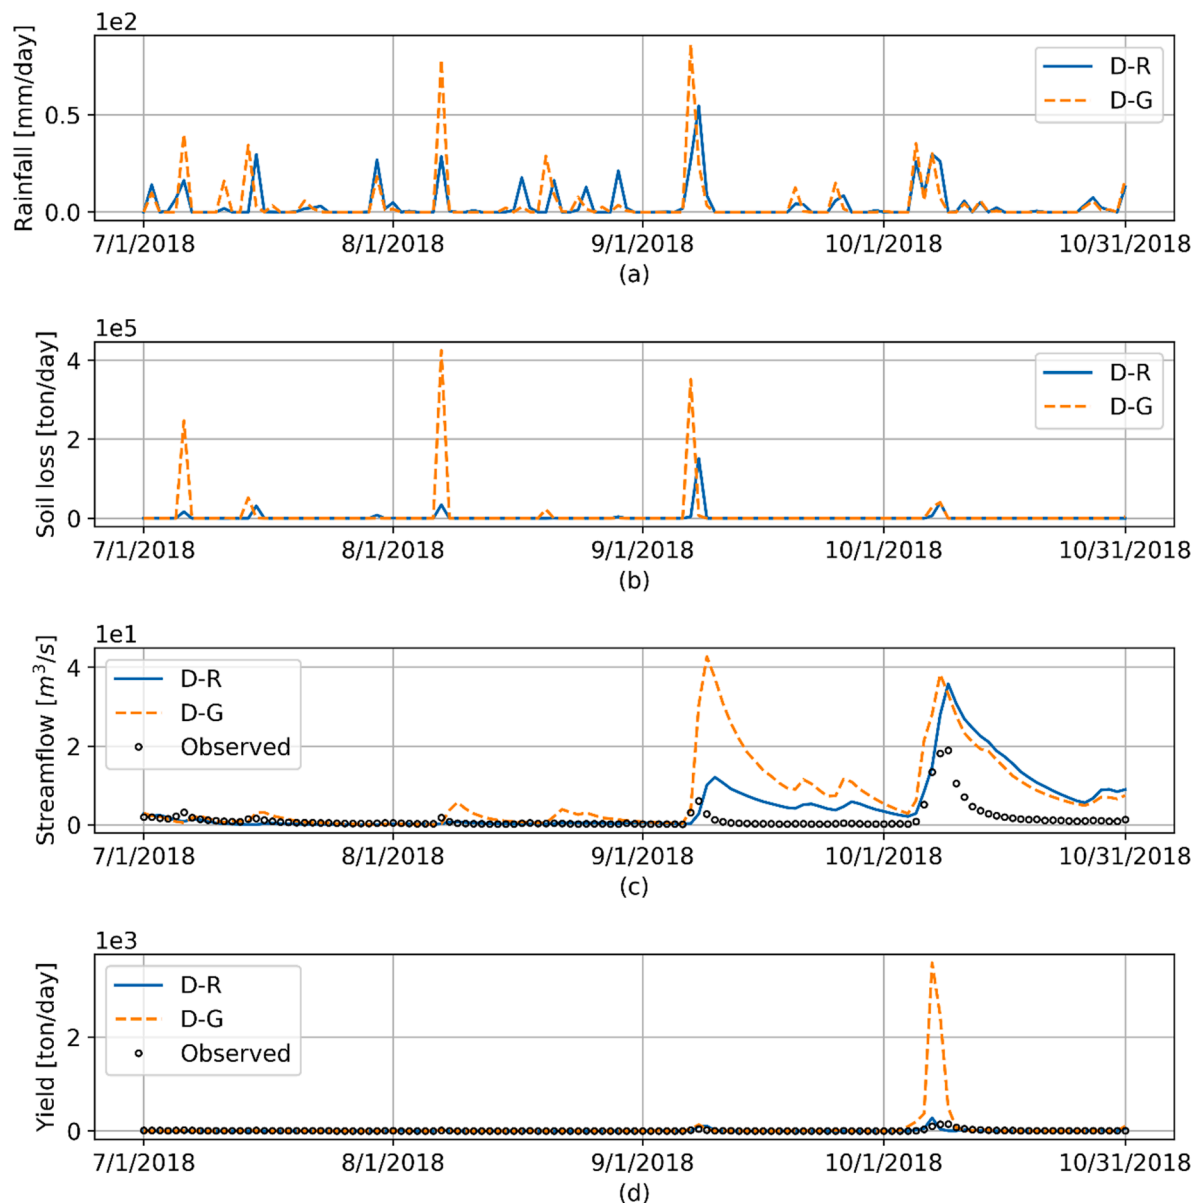 1e2
Rainfall [mm/day]
0.5
0.0
D-R
D-G
7/1/2018 8/1/2018 9/1/2018 10/1/2018 10/31/2018
(a)
1e5
Soil loss [ton/day]
4
2
0
D-R
D-G
7/1/2018 8/1/2018 9/1/2018 10/1/2018 10/31/2018
(b)
1e1
Streamflow [m³/s]
4
2
0
D-R
D-G
Observed
7/1/2018 8/1/2018 9/1/2018 10/1/2018 10/31/2018
(c)
1e3
Yield [ton/day]
2
0
D-R
D-G
Observed
7/1/2018 8/1/2018 9/1/2018 10/1/2018 10/31/2018
(d)